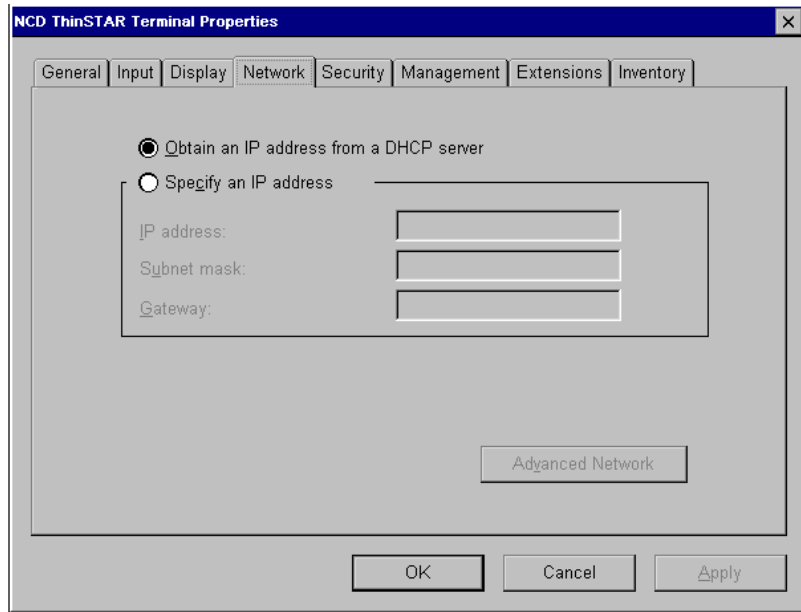 NCD ThinSTAR Terminal Properties
General Input Display Network Security Management Extensions Inventory
Obtain an IP address from a DHCP server
Specify an IP address
IP address:
Subnet mask:
Gateway:
Advanced Network
OK Cancel Apply